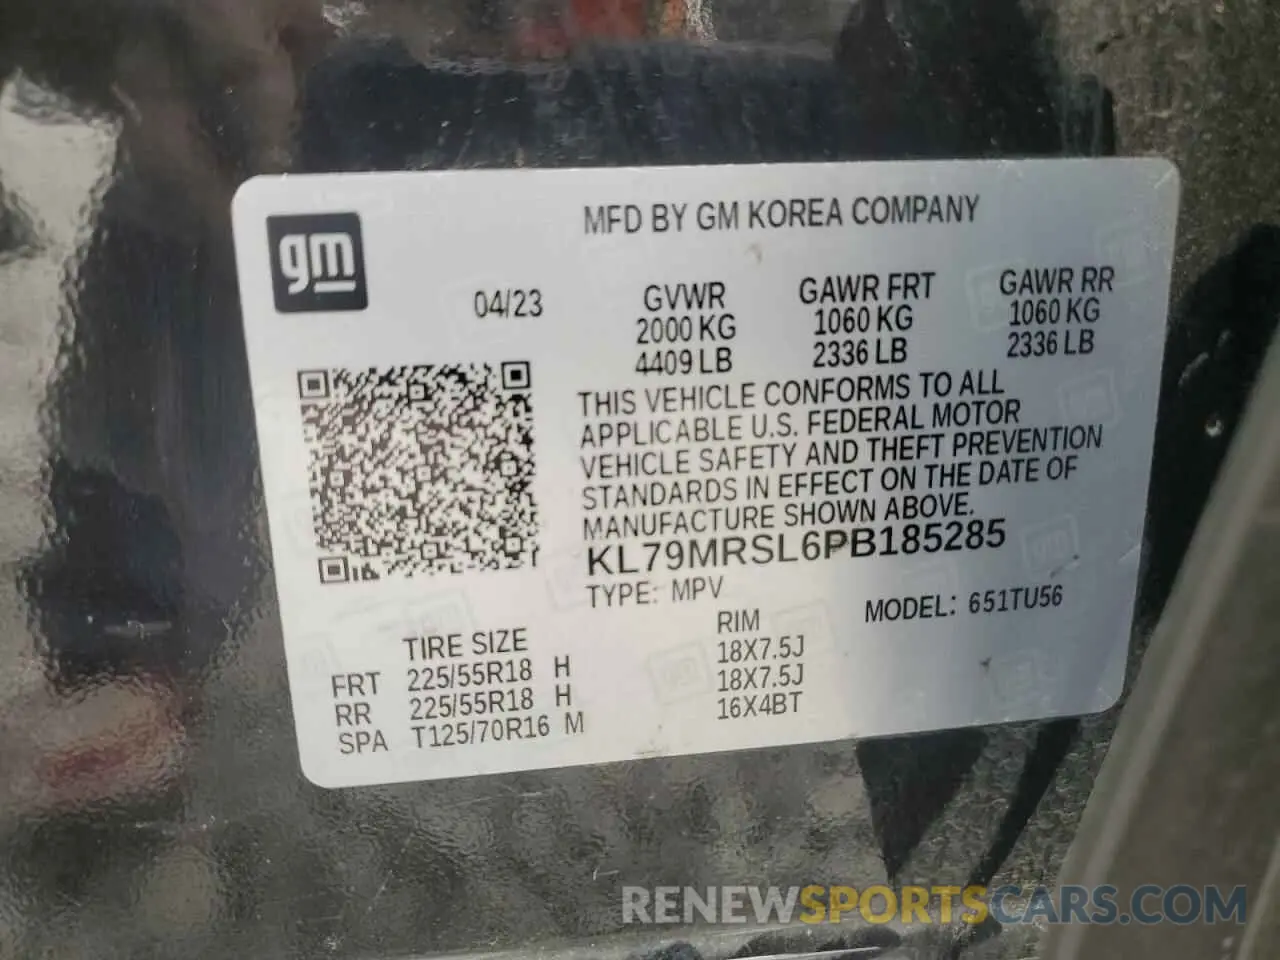 MFD BY GM KOREA COMPANY
gm
04/23
GVWR GAWR FRT GAWR RR
2000 KG 1060 KG 1060 KG
4409 LB 2336 LB 2336 LB
THIS VEHICLE CONFORMS TO ALL
APPLICABLE U.S. FEDERAL MOTOR
VEHICLE SAFETY AND THEFT PREVENTION
STANDARDS IN EFFECT ON THE DATE OF
MANUFACTURE SHOWN ABOVE.
KL79MRSL6PB185285
TYPE: MPV MODEL: 651TU56
TIRE SIZE RIM
FRT 225/55R18 H 18X7.5J
RR 225/55R18 H 18X7.5J
SPA T125/70R16 M 16X4BT
RENEWSPORTSCARS.COM